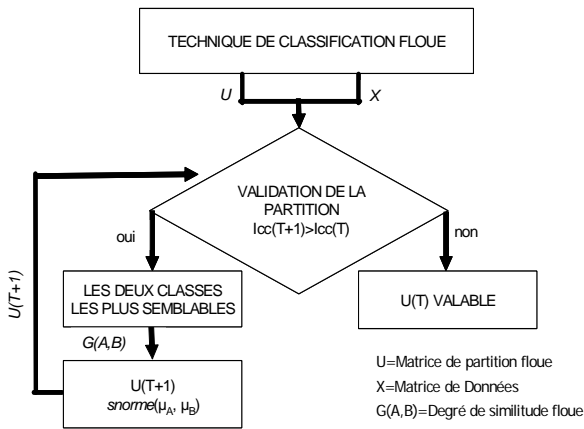 TECHNIQUE DE CLASSIFICATION FLOUE
U
X
VALIDATION DE LA
PARTITION
Icc(T+1)>Icc(T)
oui
non
LES DEUX CLASSES
LES PLUS SEMBLABLES
U(T) VALABLE
U(T+1)
G(A,B)
U(T+1)
snorme(μA, μB)
U=Matrice de partition floue
X=Matrice de Données
G(A,B)=Degré de similitude floue